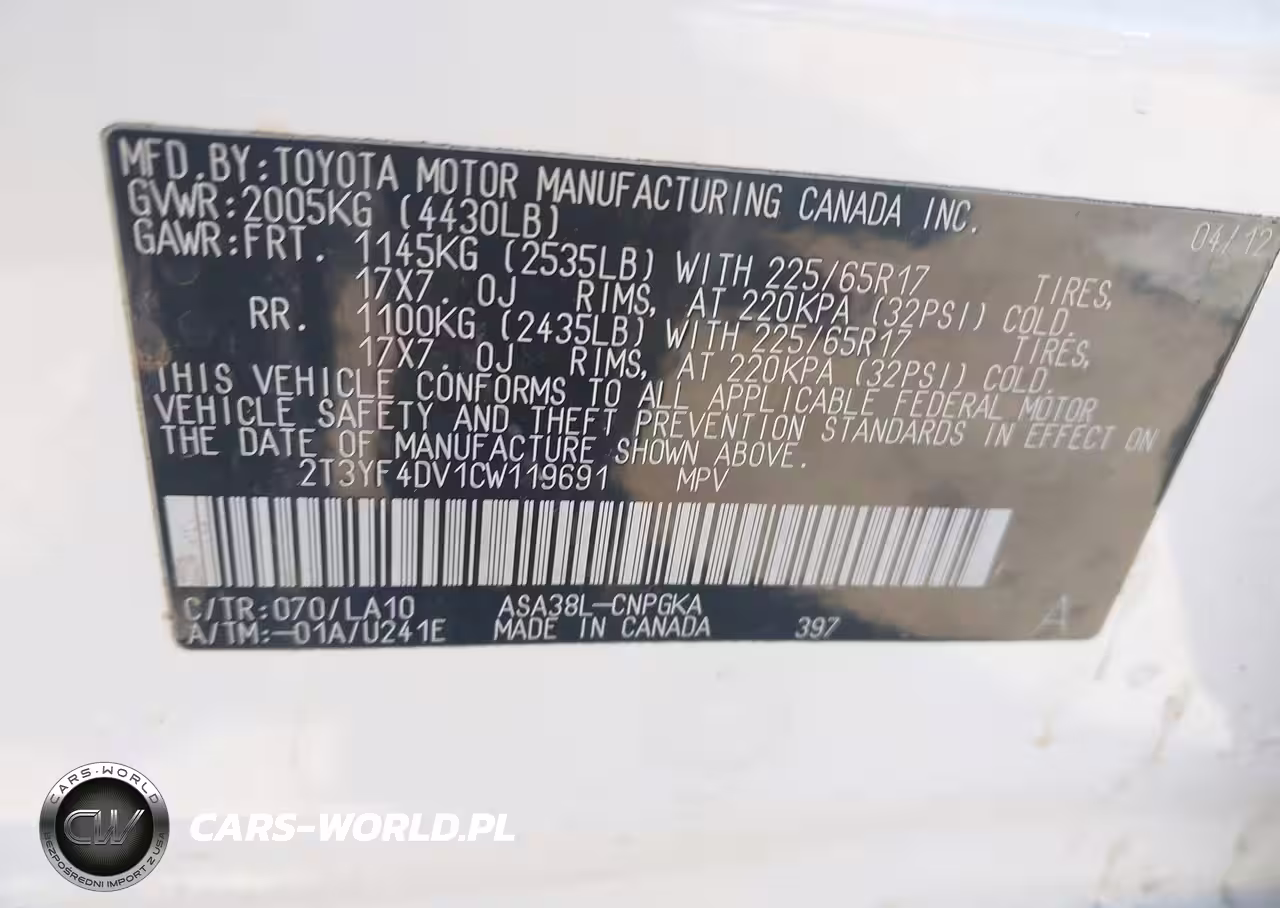 MFD.BY:TOYOTA MOTOR MANUFACTURING CANADA INC.
04/12
GVWR:2005KG (4430LB)
GAWR:FRT. 1145KG (2535LB) WITH 225/65R17 TIRES,
17X7.0J RIMS, AT 220KPA (32PSI) COLD.
RR. 1100KG (2435LB) WITH 225/65R17 TIRES,
17X7.0J RIMS, AT 220KPA (32PSI) COLD.
THIS VEHICLE CONFORMS TO ALL APPLICABLE FEDERAL MOTOR
VEHICLE SAFETY AND THEFT PREVENTION STANDARDS IN EFFECT ON
THE DATE OF MANUFACTURE SHOWN ABOVE.
2T3YF4DV1CW119691 MPV
C/TR:070/LA10 ASA38L-CNPGKA
A/TM:-01A/U241E MADE IN CANADA 397
A
CARS-WORLD
CW
BEZPOŚREDNI IMPORT Z USA
CARS-WORLD.PL